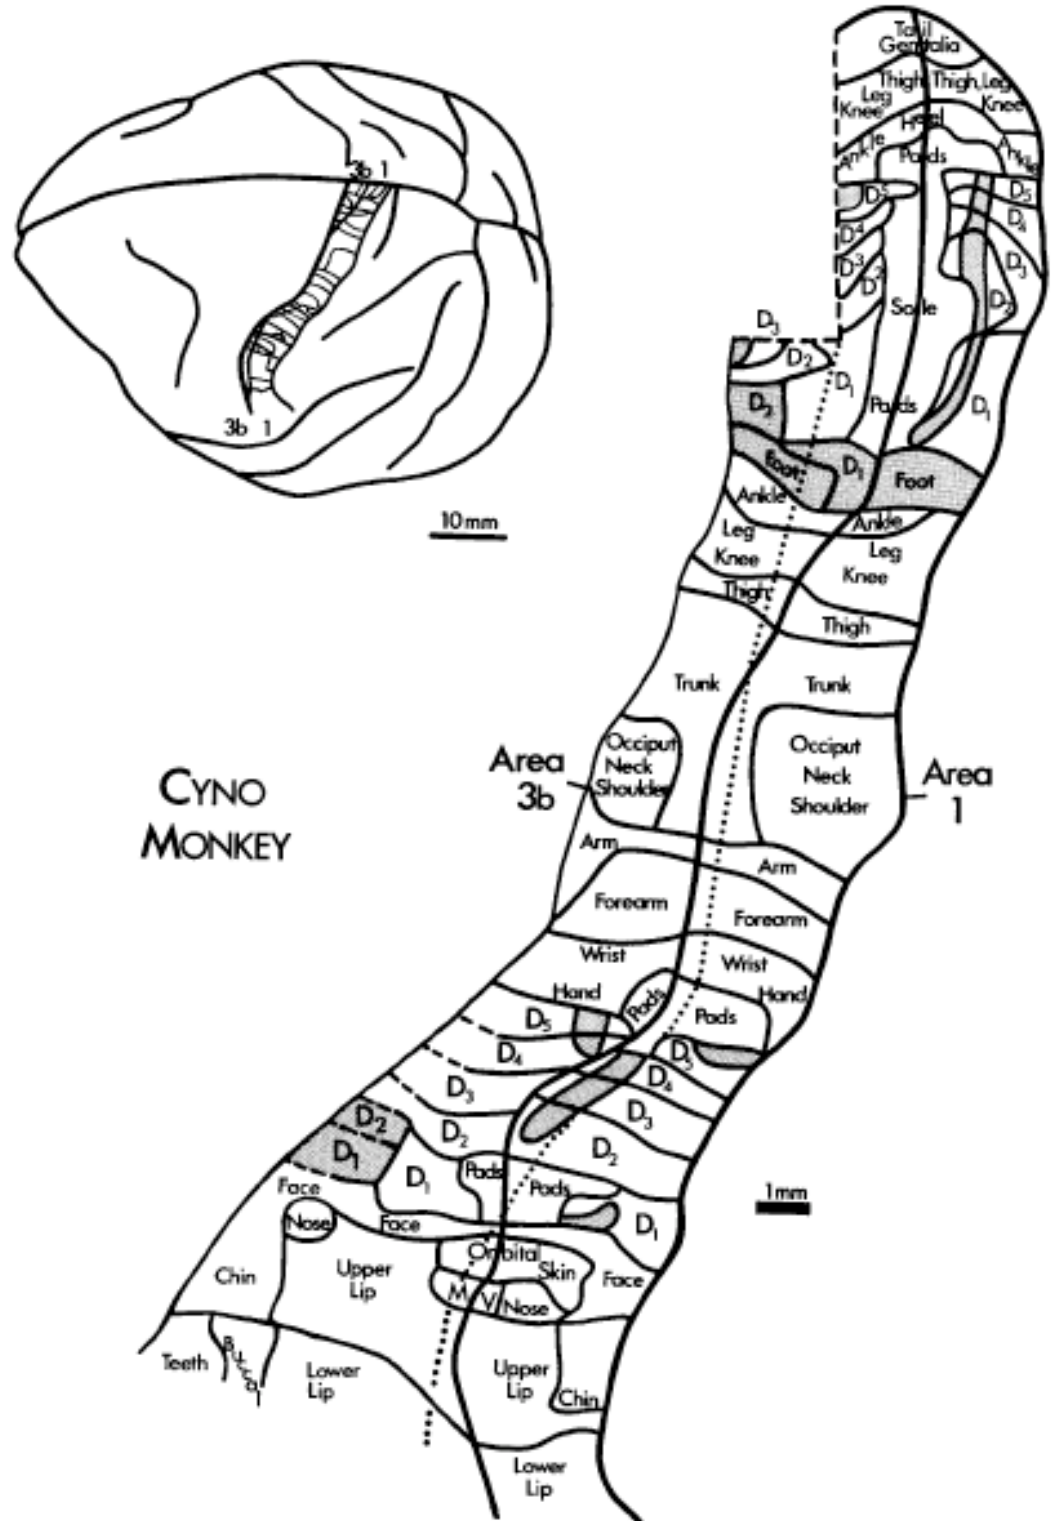 3b 1
3b 1
10mm
CYNO
MONKEY
Tail
Genitalia
Thigh
Thigh, Leg
Leg
Knee
Knee
Heel
Ankle
Pads
Ankle
D5
D5
D4
D4
D3
D3
D2
D2
Sole
D3
D2
D1
Pads
D1
D2
Foot
D1
Foot
Ankle
Ankle
Leg
Knee
Leg
Knee
Thigh
Thigh
Trunk
Trunk
Occiput
Neck
Shoulder
Occiput
Neck
Shoulder
Area
3b
Area
1
Arm
Arm
Forearm
Forearm
Wrist
Wrist
Hand
Pads
Hand
Pads
D5
D5
D4
D4
D3
D3
D2
D2
D2
D1
D1
Pads
Pads
D1
1mm
Face
Nose
Face
Orbital
Skin
Face
Chin
Upper
Lip
M V
Nose
Teeth
Buccal
Lower
Lip
Upper
Lip
Chin
Lower
Lip